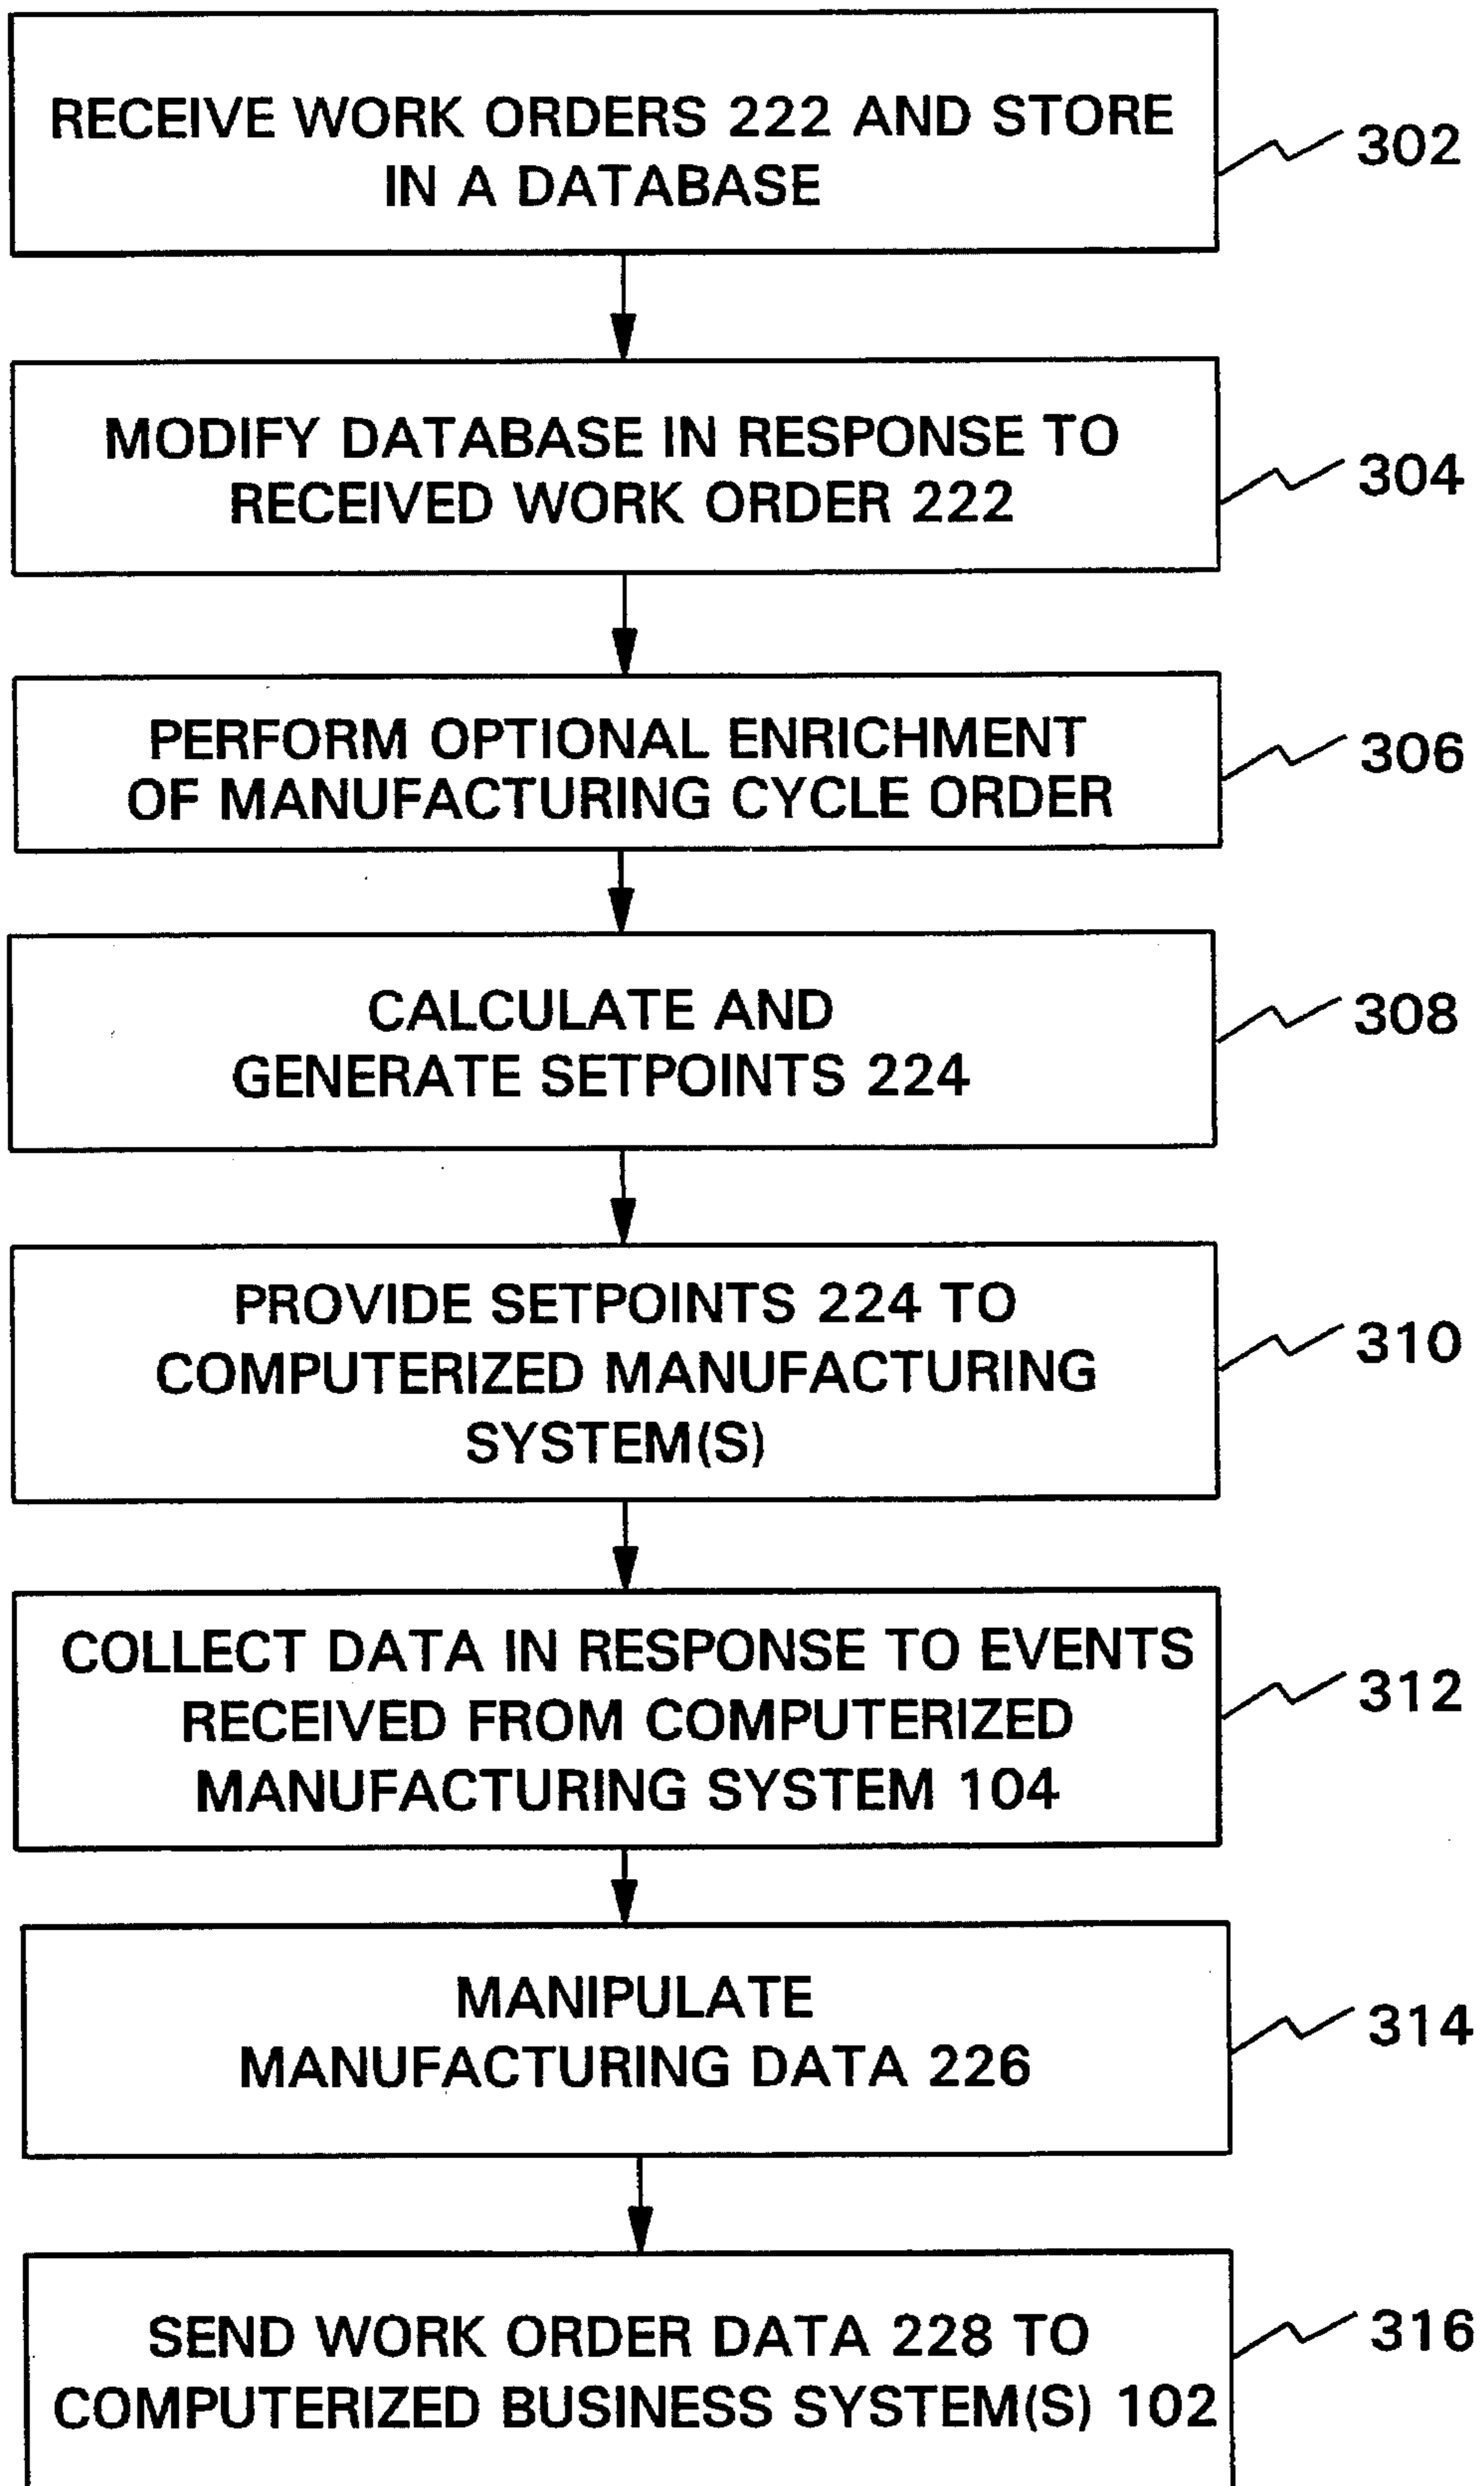 RECEIVE WORK ORDERS 222 AND STORE
IN A DATABASE
302
MODIFY DATABASE IN RESPONSE TO
RECEIVED WORK ORDER 222
304
PERFORM OPTIONAL ENRICHMENT
OF MANUFACTURING CYCLE ORDER
306
CALCULATE AND
GENERATE SETPOINTS 224
308
PROVIDE SETPOINTS 224 TO
COMPUTERIZED MANUFACTURING
SYSTEM(S)
310
COLLECT DATA IN RESPONSE TO EVENTS
RECEIVED FROM COMPUTERIZED
MANUFACTURING SYSTEM 104
312
MANIPULATE
MANUFACTURING DATA 226
314
SEND WORK ORDER DATA 228 TO
COMPUTERIZED BUSINESS SYSTEM(S) 102
316